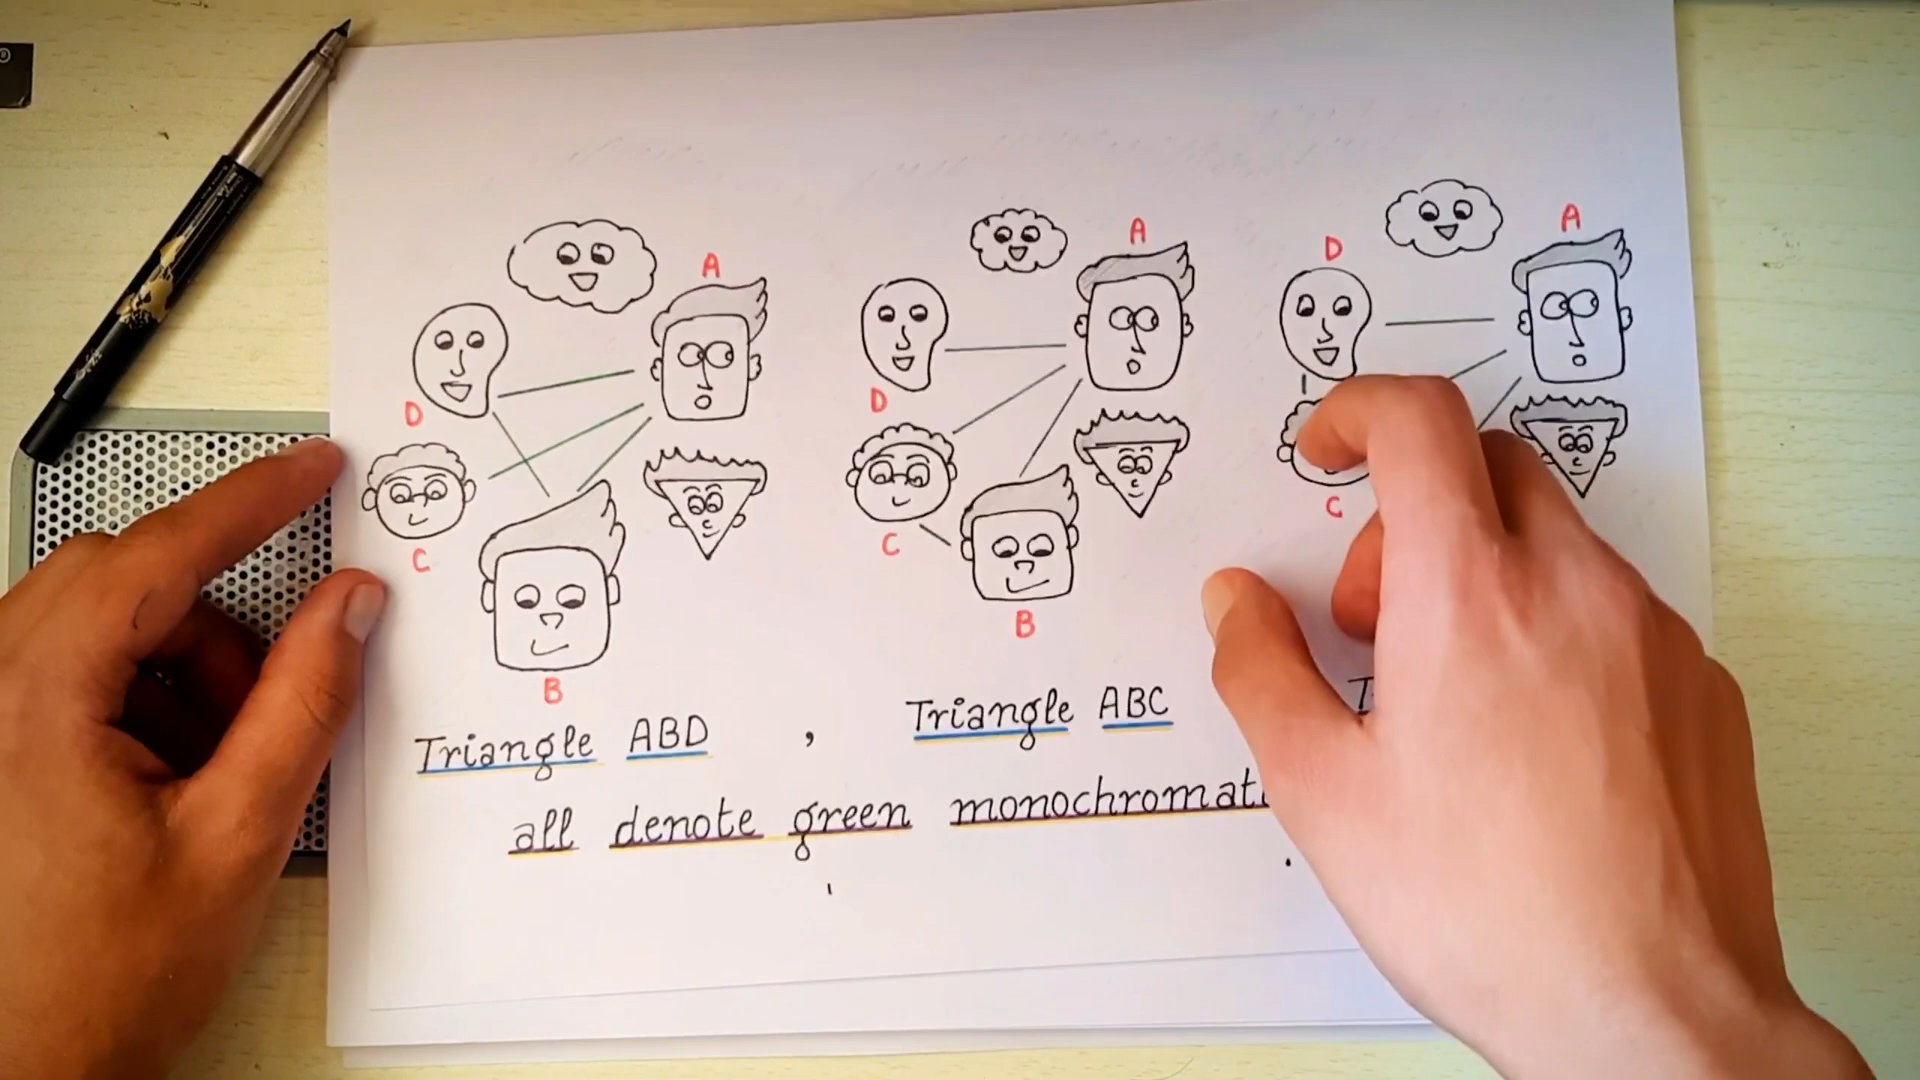 A
D
C
B
A
D
C
B
A
D
C
Triangle ABD , Triangle ABC
all denote green